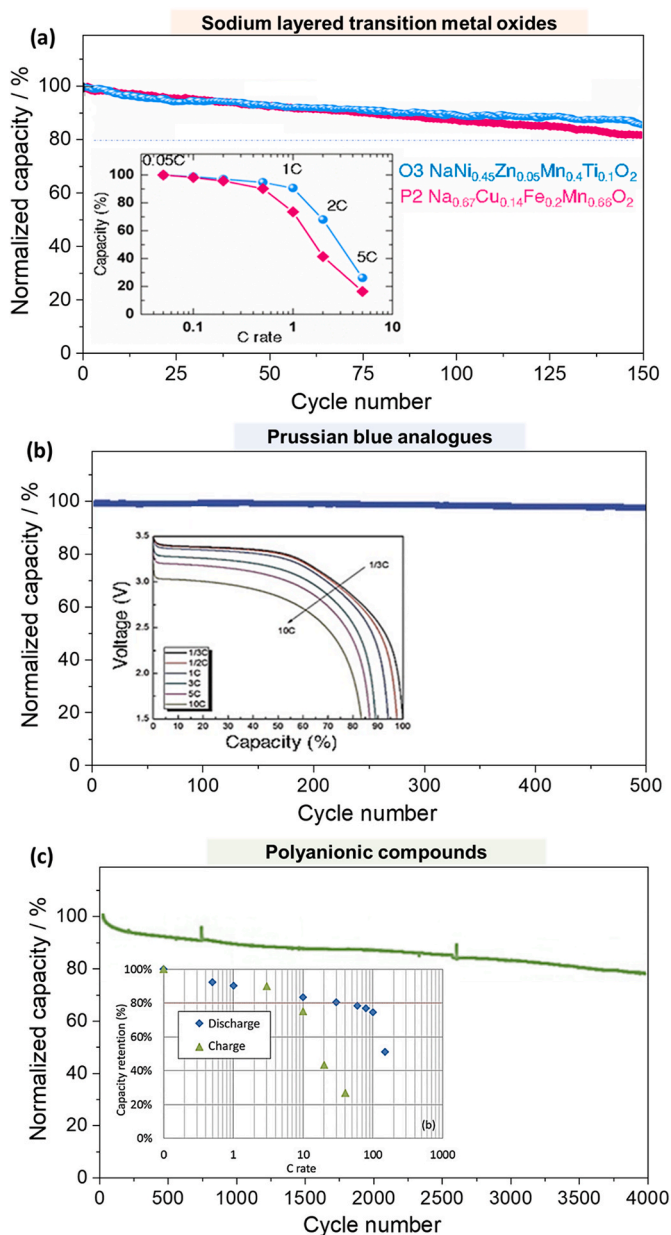 Sodium layered transition metal oxides
(a)
Normalized capacity / %
100
80
60
40
20
0
O3 NaNi0.45Zn0.05Mn0.4Ti0.1O2
P2 Na0.67Cu0.14Fe0.2Mn0.66O2
0.05C
1C
2C
5C
Capacity (%)
100
80
60
40
20
0
0.1
1
10
C rate
0
25
50
75
100
125
150
Cycle number
Prussian blue analogues
(b)
Normalized capacity / %
100
80
60
40
20
0
Voltage (V)
3.5
3.0
2.5
2.0
1.5
1/3C
10C
1/3C
1/2C
1C
3C
5C
10C
0 10 20 30 40 50 60 70 80 90 100
Capacity (%)
0
100
200
300
400
500
Cycle number
Polyanionic compounds
(c)
Normalized capacity / %
100
80
60
40
20
0
Capacity retention (%)
100%
80%
60%
40%
20%
0%
Discharge
Charge
(b)
0
1
10
100
1000
C rate
0
500
1000
1500
2000
2500
3000
3500
4000
Cycle number